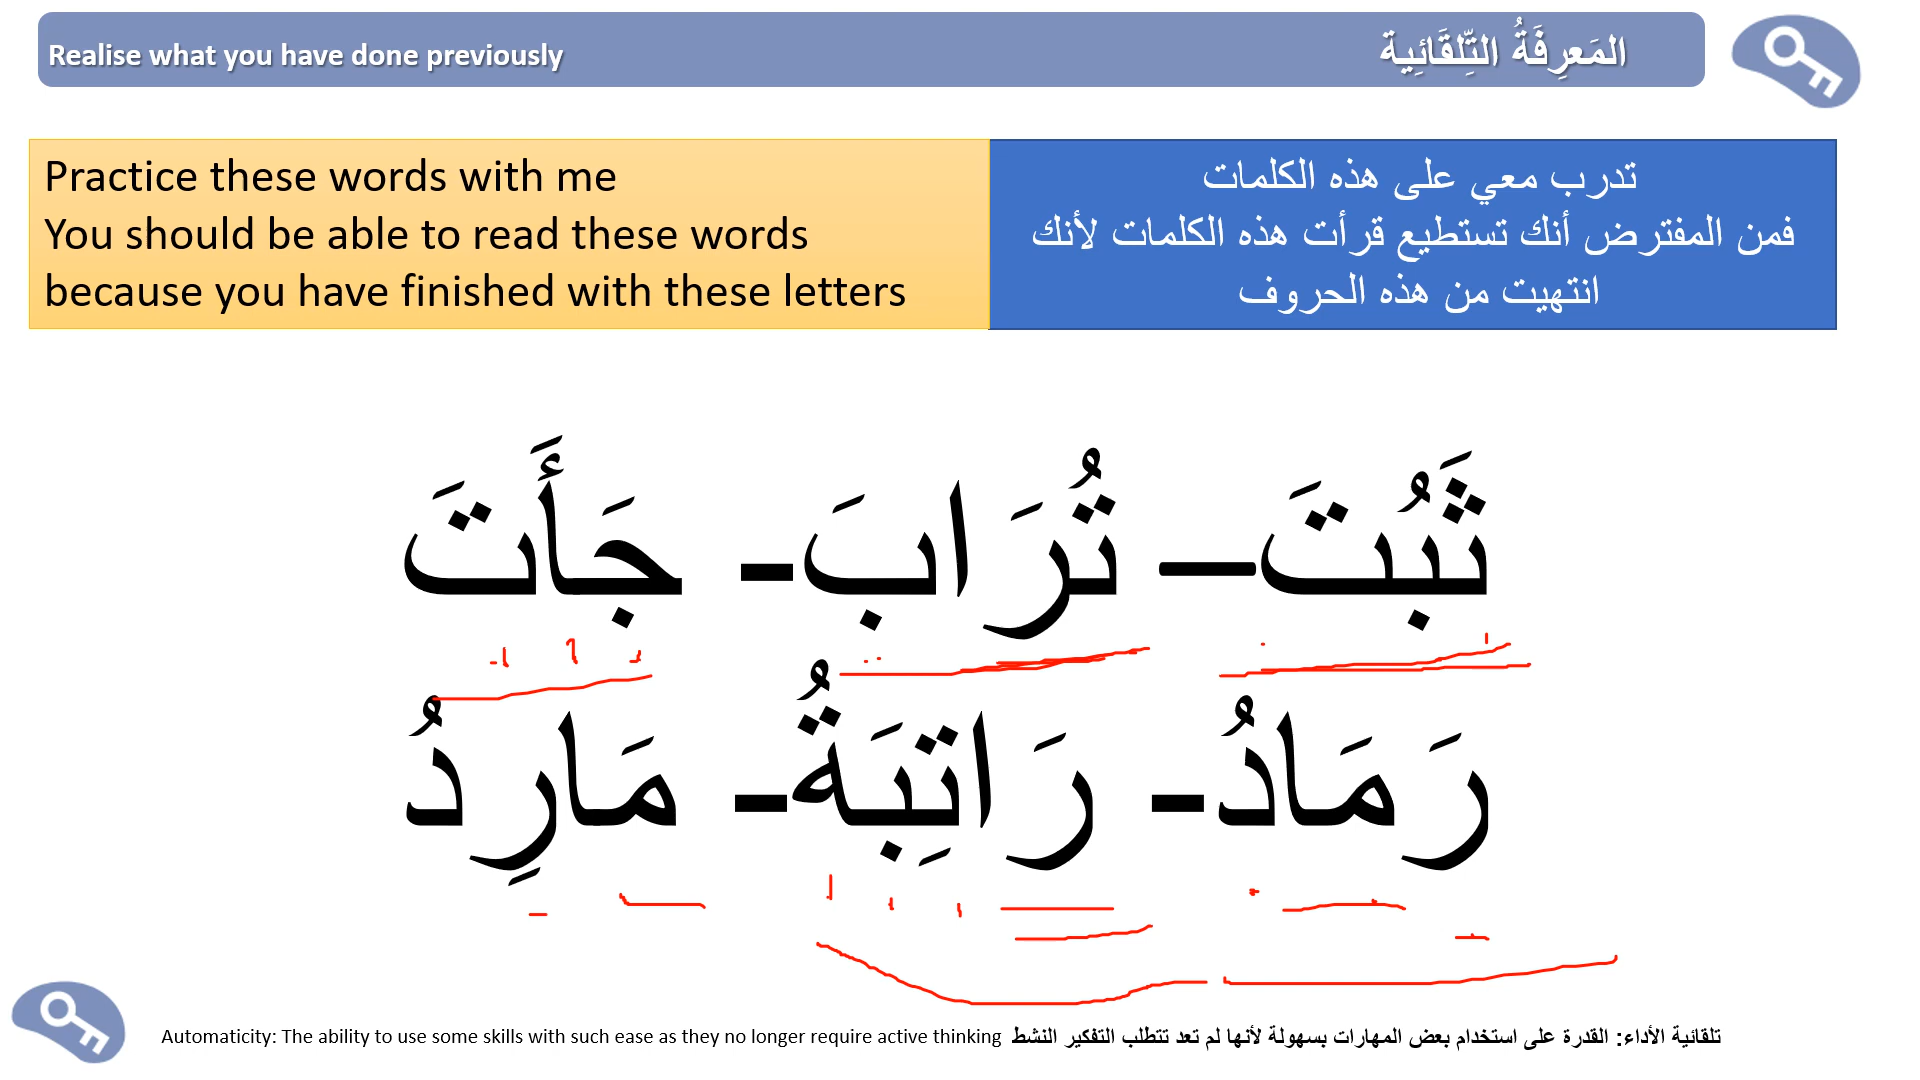 Realise what you have done previously
المَعرِفَةُ التِّلقَائِية
Practice these words with me
You should be able to read these words
because you have finished with these letters
تدرب معي على هذه الكلمات
فمن المفترض أنك تستطيع قرأت هذه الكلمات لأنك
انتهيت من هذه الحروف
ثَبُتَ – تُرَابَ - جَأَتَ
رَمَادُ - رَاتِبَةُ - مَارِدُ
Automaticity: The ability to use some skills with such ease as they no longer require active thinking
تلقائية الأداء: القدرة على استخدام بعض المهارات بسهولة لأنها لم تعد تتطلب التفكير النشط